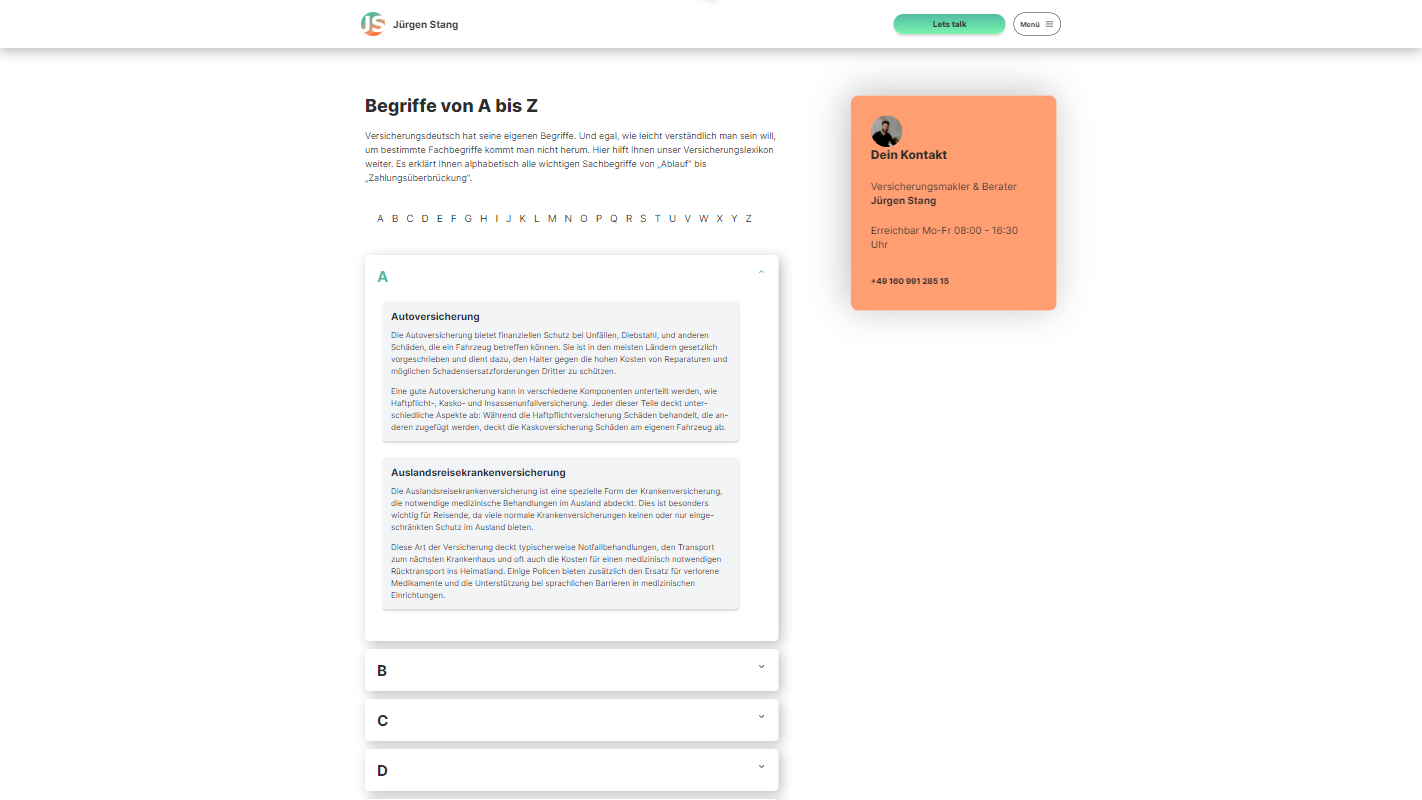 JS Jürgen Stang
Lets talk
Menü
Begriffe von A bis Z
Versicherungsdeutsch hat seine eigenen Begriffe. Und egal, wie leicht verständlich man sein will,
um bestimmte Fachbegriffe kommt man nicht herum. Hier hilft Ihnen unser Versicherungslexikon
weiter. Es erklärt Ihnen alphabetisch alle wichtigen Sachbegriffe von „Ablauf“ bis
„Zahlungsüberbrückung“.
A B C D E F G H I J K L M N O P Q R S T U V W X Y Z
A
Autoversicherung
Die Autoversicherung bietet finanziellen Schutz bei Unfällen, Diebstahl, und anderen
Schäden, die ein Fahrzeug betreffen können. Sie ist in den meisten Ländern gesetzlich
vorgeschrieben und dient dazu, den Halter gegen die hohen Kosten von Reparaturen und
möglichen Schadensersatzforderungen Dritter zu schützen.
Eine gute Autoversicherung kann in verschiedene Komponenten unterteilt werden, wie
Haftpflicht-, Kasko- und Insassenunfallversicherung. Jeder dieser Teile deckt unter-
schiedliche Aspekte ab: Während die Haftpflichtversicherung Schäden behandelt, die an-
deren zugefügt werden, deckt die Kaskoversicherung Schäden am eigenen Fahrzeug ab.
Auslandsreisekrankenversicherung
Die Auslandsreisekrankenversicherung ist eine spezielle Form der Krankenversicherung,
die notwendige medizinische Behandlungen im Ausland abdeckt. Dies ist besonders
wichtig für Reisende, da viele normale Krankenversicherungen keinen oder nur einge-
schränkten Schutz im Ausland bieten.
Diese Art der Versicherung deckt typischerweise Notfallbehandlungen, den Transport
zum nächsten Krankenhaus und oft auch die Kosten für einen medizinisch notwendigen
Rücktransport ins Heimatland. Einige Policen bieten zusätzlich den Ersatz für verlorene
Medikamente und die Unterstützung bei sprachlichen Barrieren in medizinischen
Einrichtungen.
B
C
D
Dein Kontakt
Versicherungsmakler & Berater
Jürgen Stang
Erreichbar Mo-Fr 08:00 - 16:30
Uhr
+49 160 991 285 15